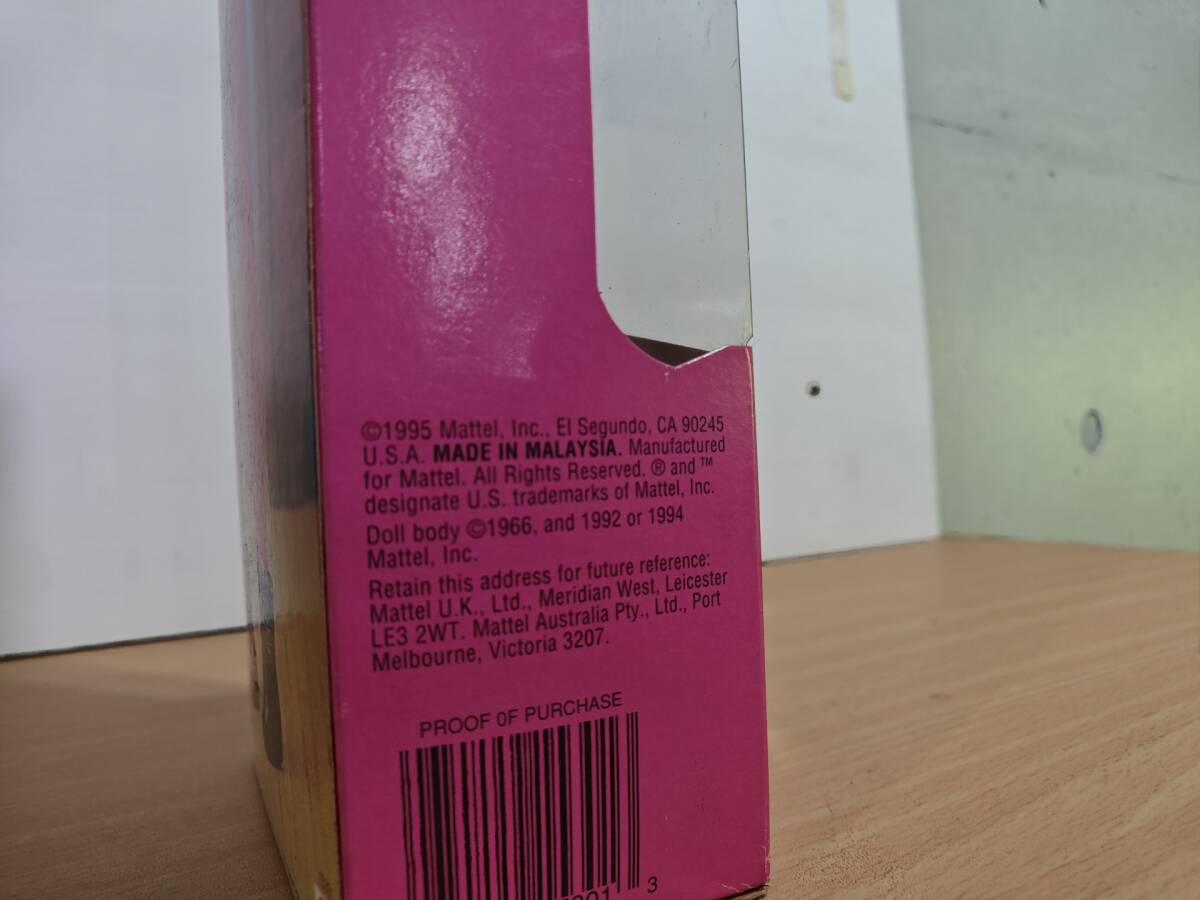 ©1995 Mattel, Inc., El Segundo, CA 90245
U.S.A. MADE IN MALAYSIA. Manufactured
for Mattel. All Rights Reserved. ® and ™
designate U.S. trademarks of Mattel, Inc.
Doll body ©1966, and 1992 or 1994
Mattel, Inc.
Retain this address for future reference:
Mattel U.K., Ltd., Meridian West, Leicester
LE3 2WT. Mattel Australia Pty., Ltd., Port
Melbourne, Victoria 3207.
PROOF OF PURCHASE
3